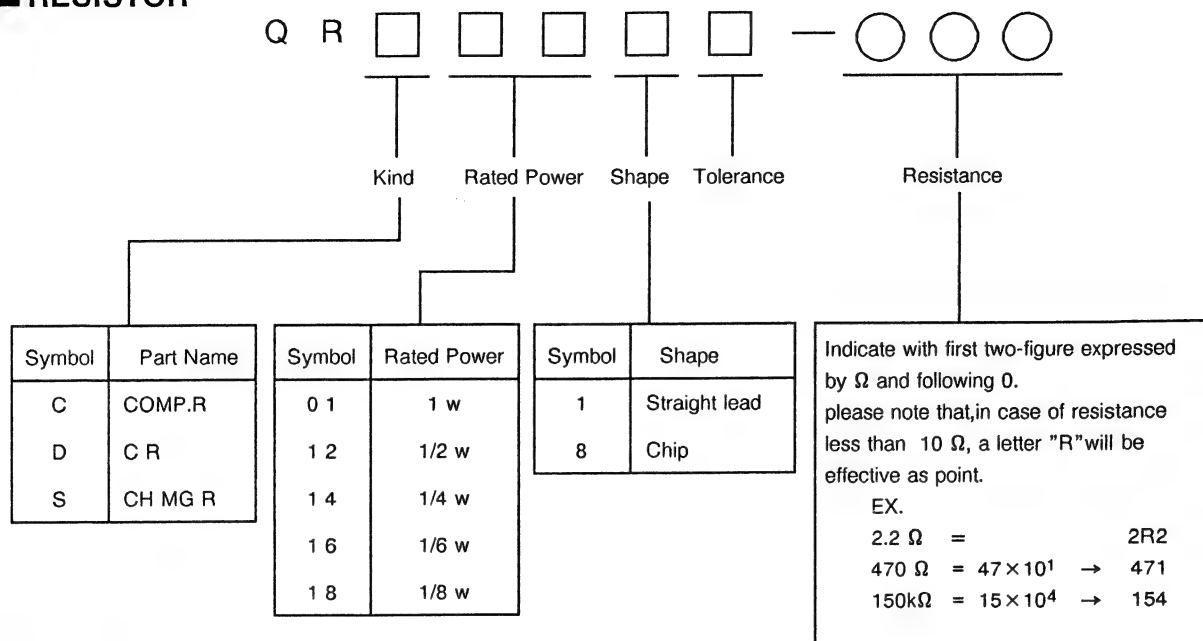 ■ RESISTOR
Q R □ □ □ □ □ — ○ ○ ○
Kind Rated Power Shape Tolerance Resistance
Symbol Part Name
C COMP.R
D C R
S CH MG R
Symbol Rated Power
0 1 1 w
1 2 1/2 w
1 4 1/4 w
1 6 1/6 w
1 8 1/8 w
Symbol Shape
1 Straight lead
8 Chip
Indicate with first two-figure expressed
by Ω and following 0.
please note that,in case of resistance
less than 10 Ω, a letter "R"will be
effective as point.
EX.
2.2 Ω = 2R2
470 Ω = 47×10¹ → 471
150kΩ = 15×10⁴ → 154